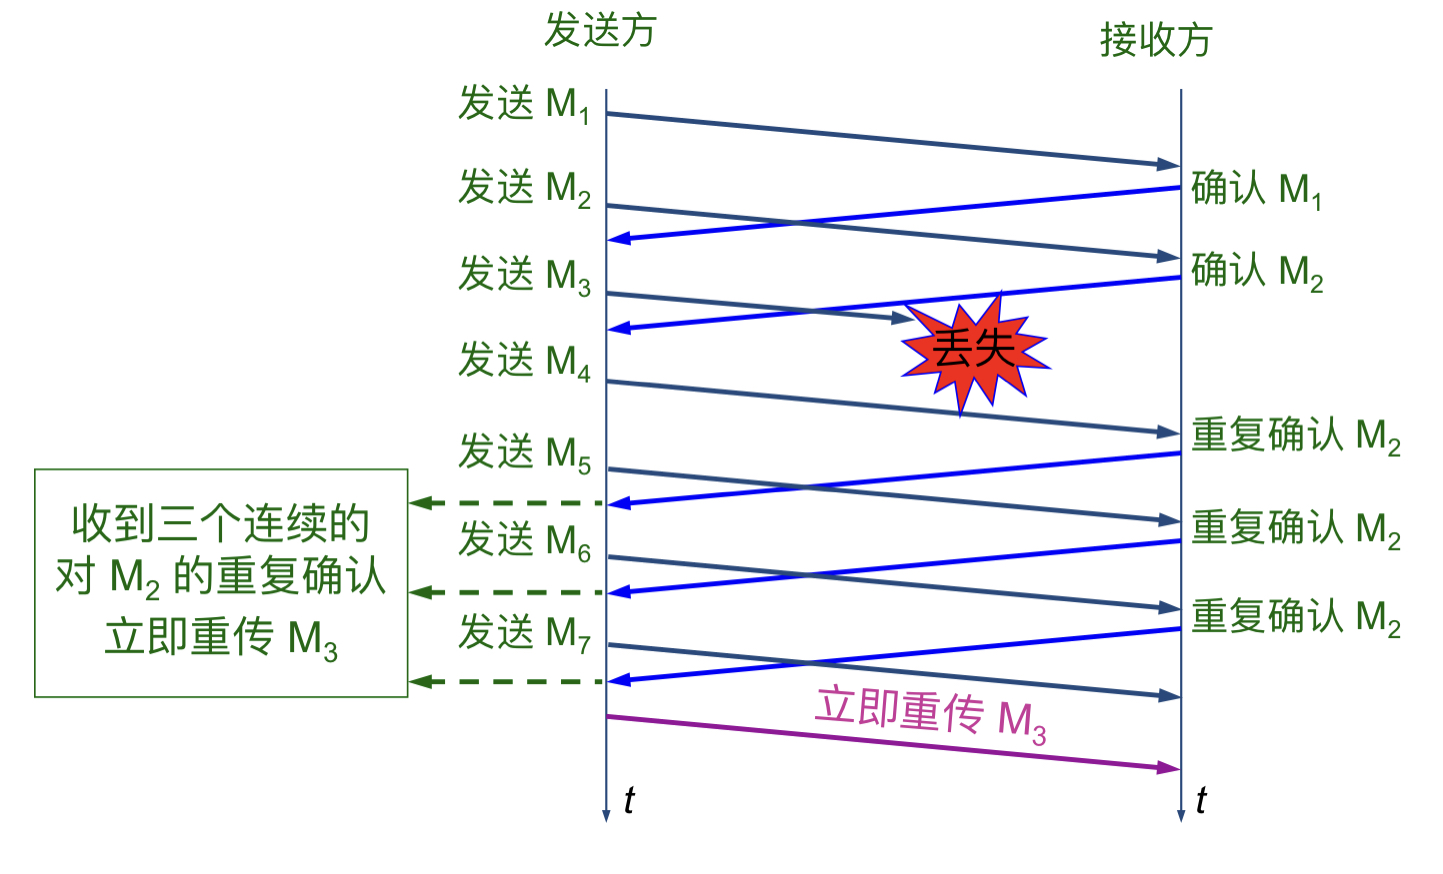 发送方
接收方
发送 M1
发送 M2
确认 M1
发送 M3
确认 M2
丢失
发送 M4
重复确认 M2
发送 M5
收到三个连续的
对 M2 的重复确认
立即重传 M3
重复确认 M2
发送 M6
重复确认 M2
发送 M7
立即重传 M3
t
t